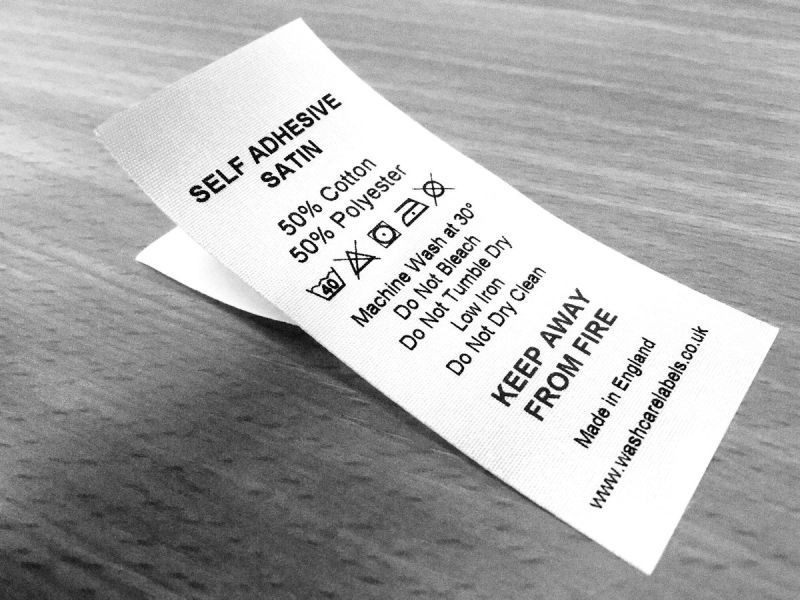 SELF ADHESIVE
SATIN
50% Cotton
50% Polyester
40
Machine Wash at 30°
Do Not Bleach
Do Not Tumble Dry
Low Iron
Do Not Dry Clean
KEEP AWAY
FROM FIRE
Made in England
www.washcarelabels.co.uk